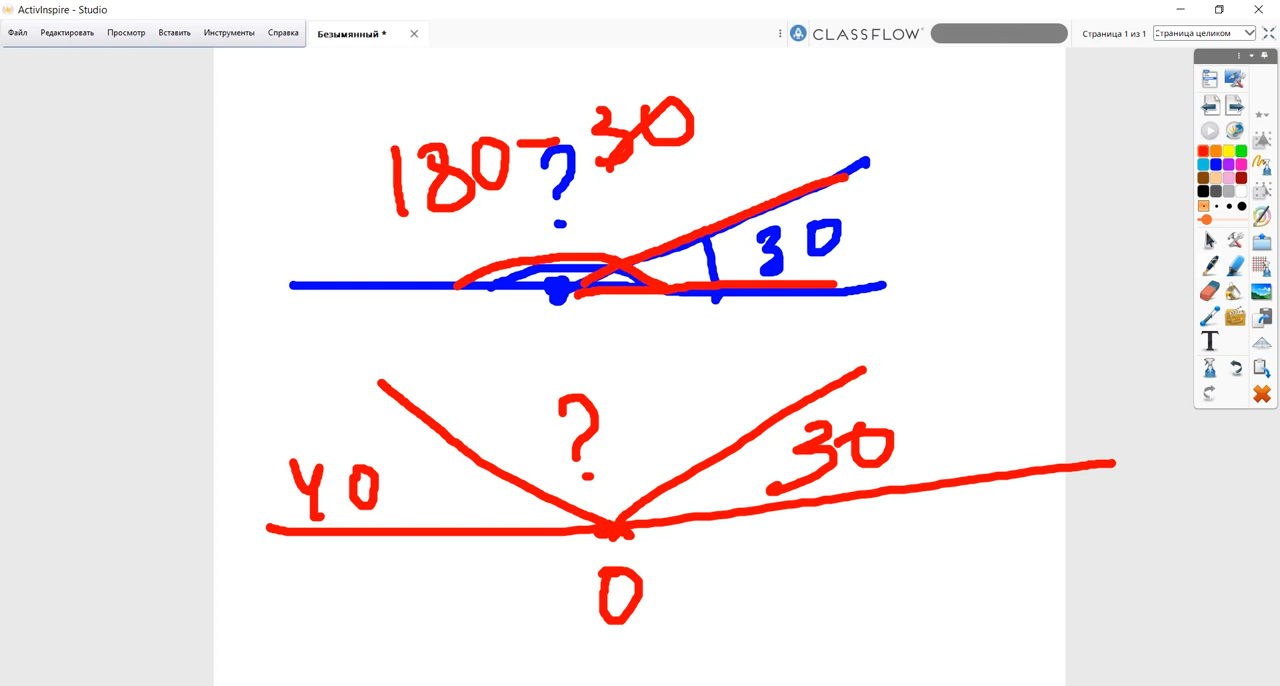 ActivInspire - Studio
Файл Редактировать Просмотр Вставить Инструменты Справка
Безымянный *
CLASSFLOW
Страница 1 из 1
Страница целиком
180 - 30
?
30
?
40
30
0
T